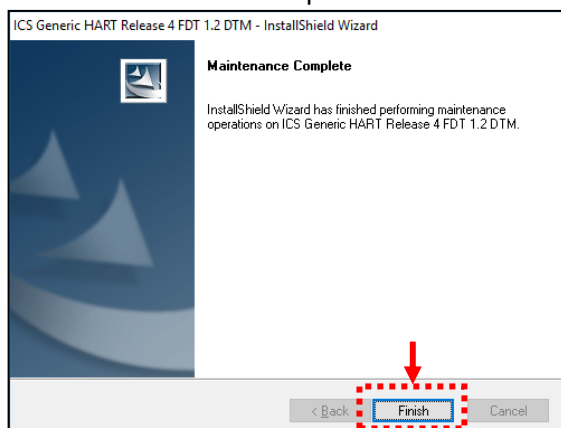 ICS Generic HART Release 4 FDT 1.2 DTM - InstallShield Wizard
Maintenance Complete
InstallShield Wizard has finished performing maintenance
operations on ICS Generic HART Release 4 FDT 1.2 DTM.
< Back
Finish
Cancel